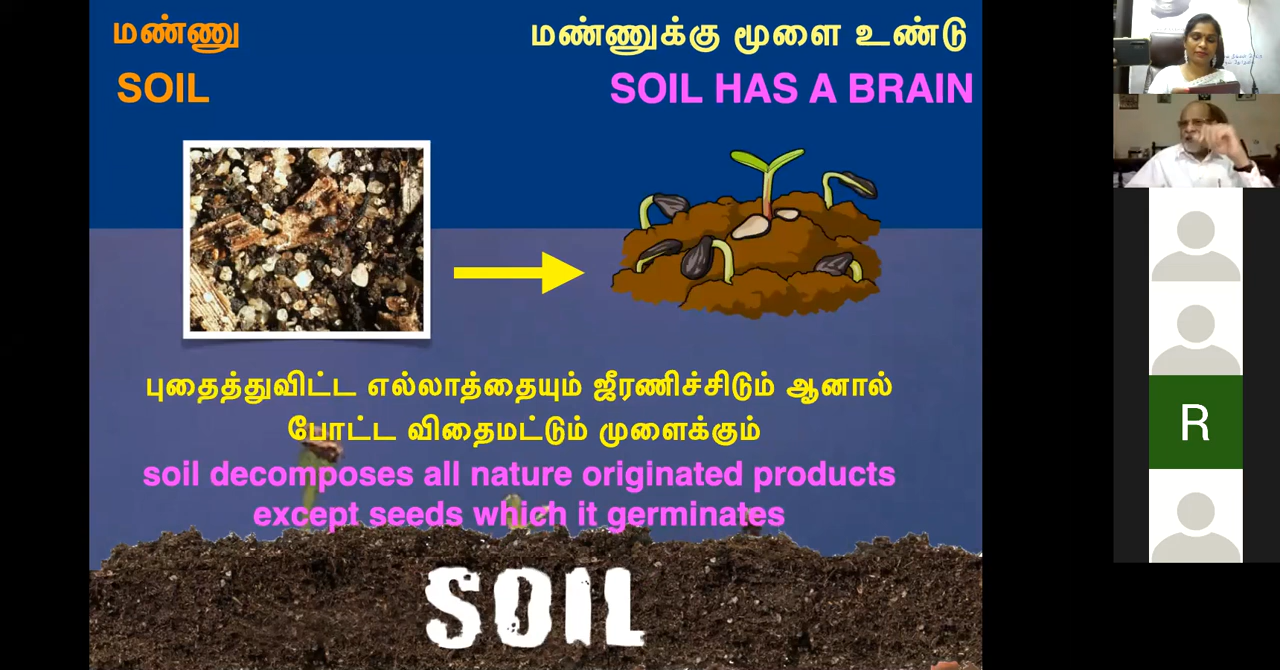 மண்ணு
SOIL
மண்ணுக்கு மூளை உண்டு
SOIL HAS A BRAIN
புதைத்துவிட்ட எல்லாத்தையும் ஜீரணிச்சிடும் ஆனால்
போட்ட விதைமட்டும் முளைக்கும்
soil decomposes all nature originated products
except seeds which it germinates
SOIL
R